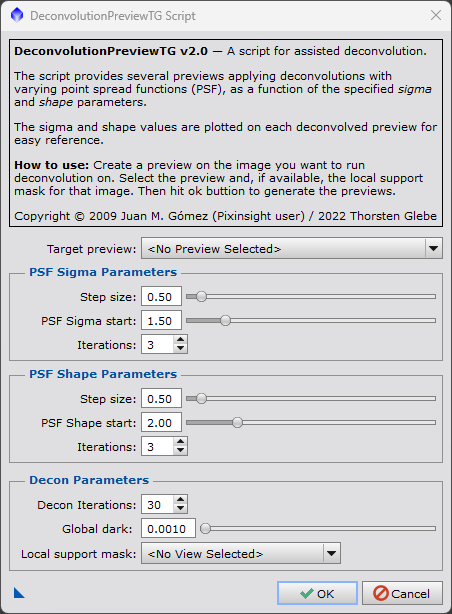 DeconvolutionPreviewTG Script
DeconvolutionPreviewTG v2.0 — A script for assisted deconvolution.
The script provides several previews applying deconvolutions with
varying point spread functions (PSF), as a function of the specified sigma
and shape parameters.
The sigma and shape values are plotted on each deconvolved preview for
easy reference.
How to use: Create a preview on the image you want to run
deconvolution on. Select the preview and, if available, the local support
mask for that image. Then hit ok buttion to generate the previews.
Copyright © 2009 Juan M. Gómez (Pixinsight user) / 2022 Thorsten Glebe
Target preview: <No Preview Selected>
PSF Sigma Parameters
Step size: 0.50
PSF Sigma start: 1.50
Iterations: 3
PSF Shape Parameters
Step size: 0.50
PSF Shape start: 2.00
Iterations: 3
Decon Parameters
Decon Iterations: 30
Global dark: 0.0010
Local support mask: <No View Selected>
OK Cancel